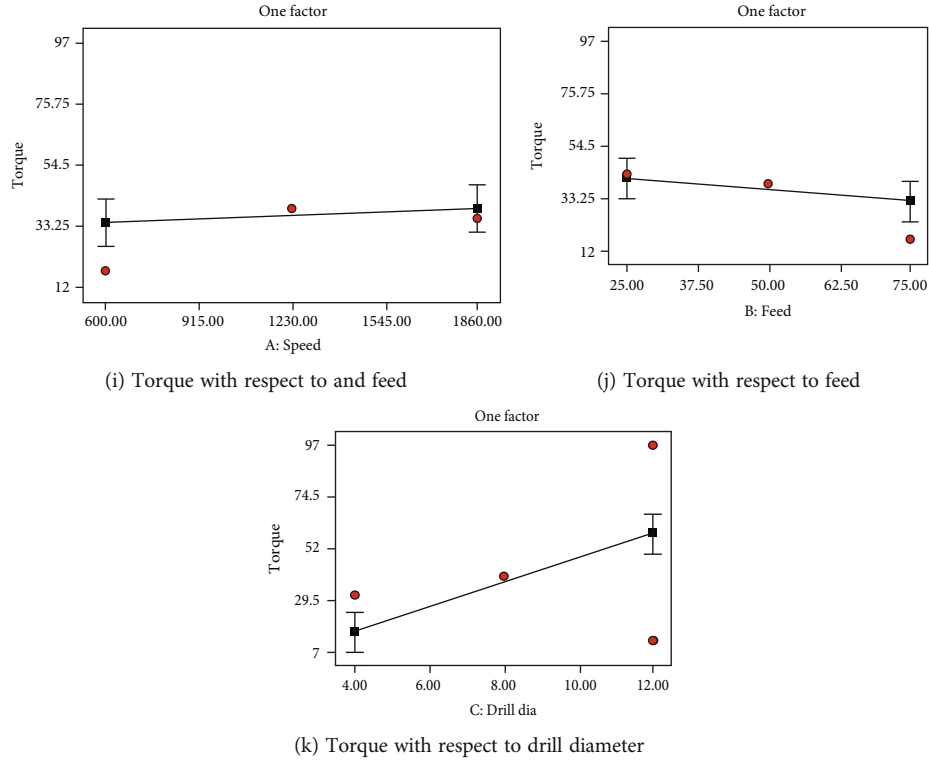 One factor
97
75.75
54.5
33.25
12
Torque
600.00 915.00 1230.00 1545.00 1860.00
A: Speed
(i) Torque with respect to and feed
One factor
97
75.75
54.5
33.25
12
Torque
25.00 37.50 50.00 62.50 75.00
B: Feed
(j) Torque with respect to feed
One factor
97
74.5
52
29.5
7
Torque
4.00 6.00 8.00 10.00 12.00
C: Drill dia
(k) Torque with respect to drill diameter